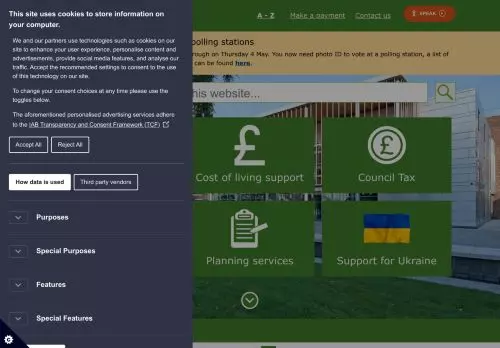 This site uses cookies to store information on
your computer.
We and our partners use technologies such as cookies on our
site to enhance your user experience, personalise content and
advertisements, provide social media features, and analyse our
traffic. Accept the recommended settings to consent to the use
of this technology on our site.
To change your consent choices at any time please use the
toggles below.
The aforementioned personalised advertising services adhere
to the IAB Transparency and Consent Framework (TCF)
Accept All
Reject All
How data is used
Third party vendors
Purposes
Special Purposes
Features
Special Features
A - Z
Make a payment
Contact us
SPEAK
polling stations
rough on Thursday 4 May. You now need photo ID to vote at a polling station, a list of
can be found here.
this website...
Cost of living support
Council Tax
Planning services
Support for Ukraine